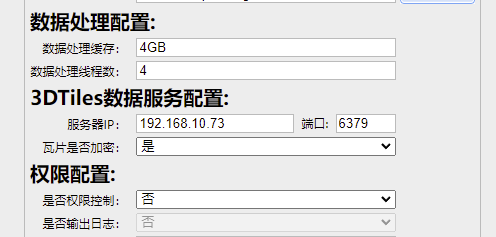 数据处理配置:
数据处理缓存: 4GB
数据处理线程数: 4
3DTiles数据服务配置:
服务器IP: 192.168.10.73 端口: 6379
瓦片是否加密: 是
权限配置:
是否权限控制: 否
是否输出日志: 否